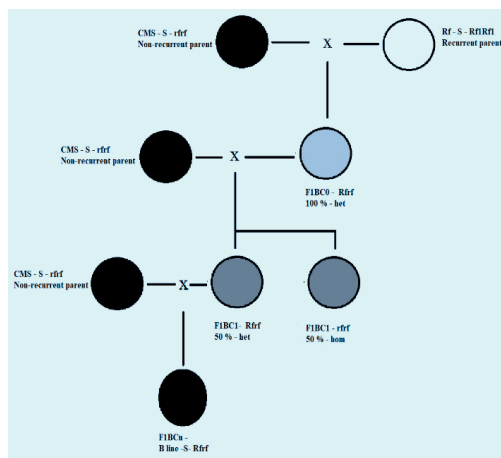 CMS - S - rfrf
Non-recurrent parent
X
Rf - S - Rf1Rf1
Recurrent parent
CMS - S - rfrf
Non-recurrent parent
X
F1BC0 - Rfrf
100 % - het
CMS - S - rfrf
Non-recurrent parent
X
F1BC1- Rfrf
50 % - het
F1BC1 - rfrf
50 % - hom
F1BCn -
B line -S- Rfrf